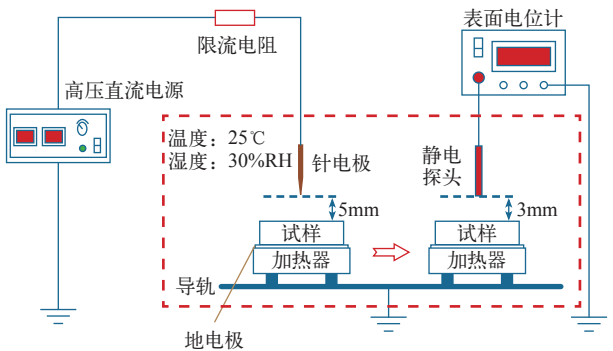 表面电位计
限流电阻
高压直流电源
温度：25℃
湿度：30%RH
针电极
静电
探头
5mm
3mm
试样
加热器
试样
加热器
导轨
地电极